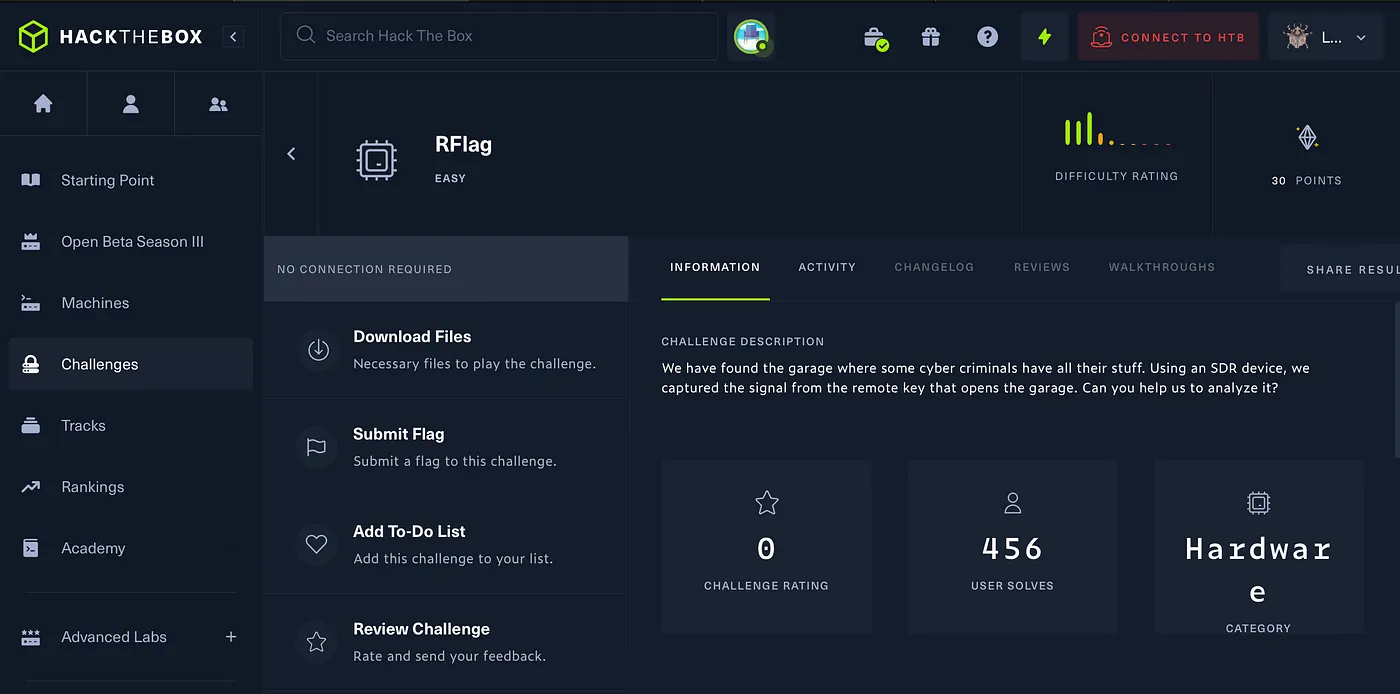 HACKTHEBOX
Search Hack The Box
CONNECT TO HTB
L...
RFlag
EASY
DIFFICULTY RATING
30 POINTS
Starting Point
Open Beta Season III
Machines
Challenges
Tracks
Rankings
Academy
Advanced Labs
NO CONNECTION REQUIRED
Download Files
Necessary files to play the challenge.
Submit Flag
Submit a flag to this challenge.
Add To-Do List
Add this challenge to your list.
Review Challenge
Rate and send your feedback.
INFORMATION
ACTIVITY
CHANGELOG
REVIEWS
WALKTHROUGHS
SHARE RESUL
CHALLENGE DESCRIPTION
We have found the garage where some cyber criminals have all their stuff. Using an SDR device, we
captured the signal from the remote key that opens the garage. Can you help us to analyze it?
0
CHALLENGE RATING
456
USER SOLVES
Hardwar
e
CATEGORY